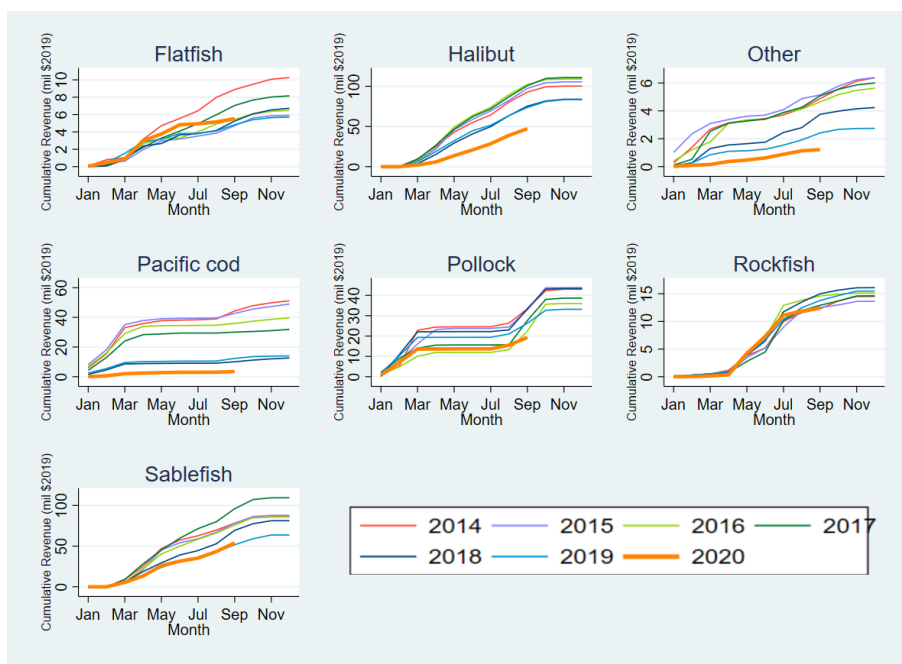 Flatfish
Cumulative Revenue (mil $2019)
0 2 4 6 8 10
Jan Mar May Jul Sep Nov
Month
Halibut
Cumulative Revenue (mil $2019)
0 50 100
Jan Mar May Jul Sep Nov
Month
Other
Cumulative Revenue (mil $2019)
0 2 4 6
Jan Mar May Jul Sep Nov
Month
Pacific cod
Cumulative Revenue (mil $2019)
0 20 40 60
Jan Mar May Jul Sep Nov
Month
Pollock
Cumulative Revenue (mil $2019)
0 10 20 30 40
Jan Mar May Jul Sep Nov
Month
Rockfish
Cumulative Revenue (mil $2019)
0 5 10 15
Jan Mar May Jul Sep Nov
Month
Sablefish
Cumulative Revenue (mil $2019)
0 50 100
Jan Mar May Jul Sep Nov
Month
2014 2015 2016 2017
2018 2019 2020